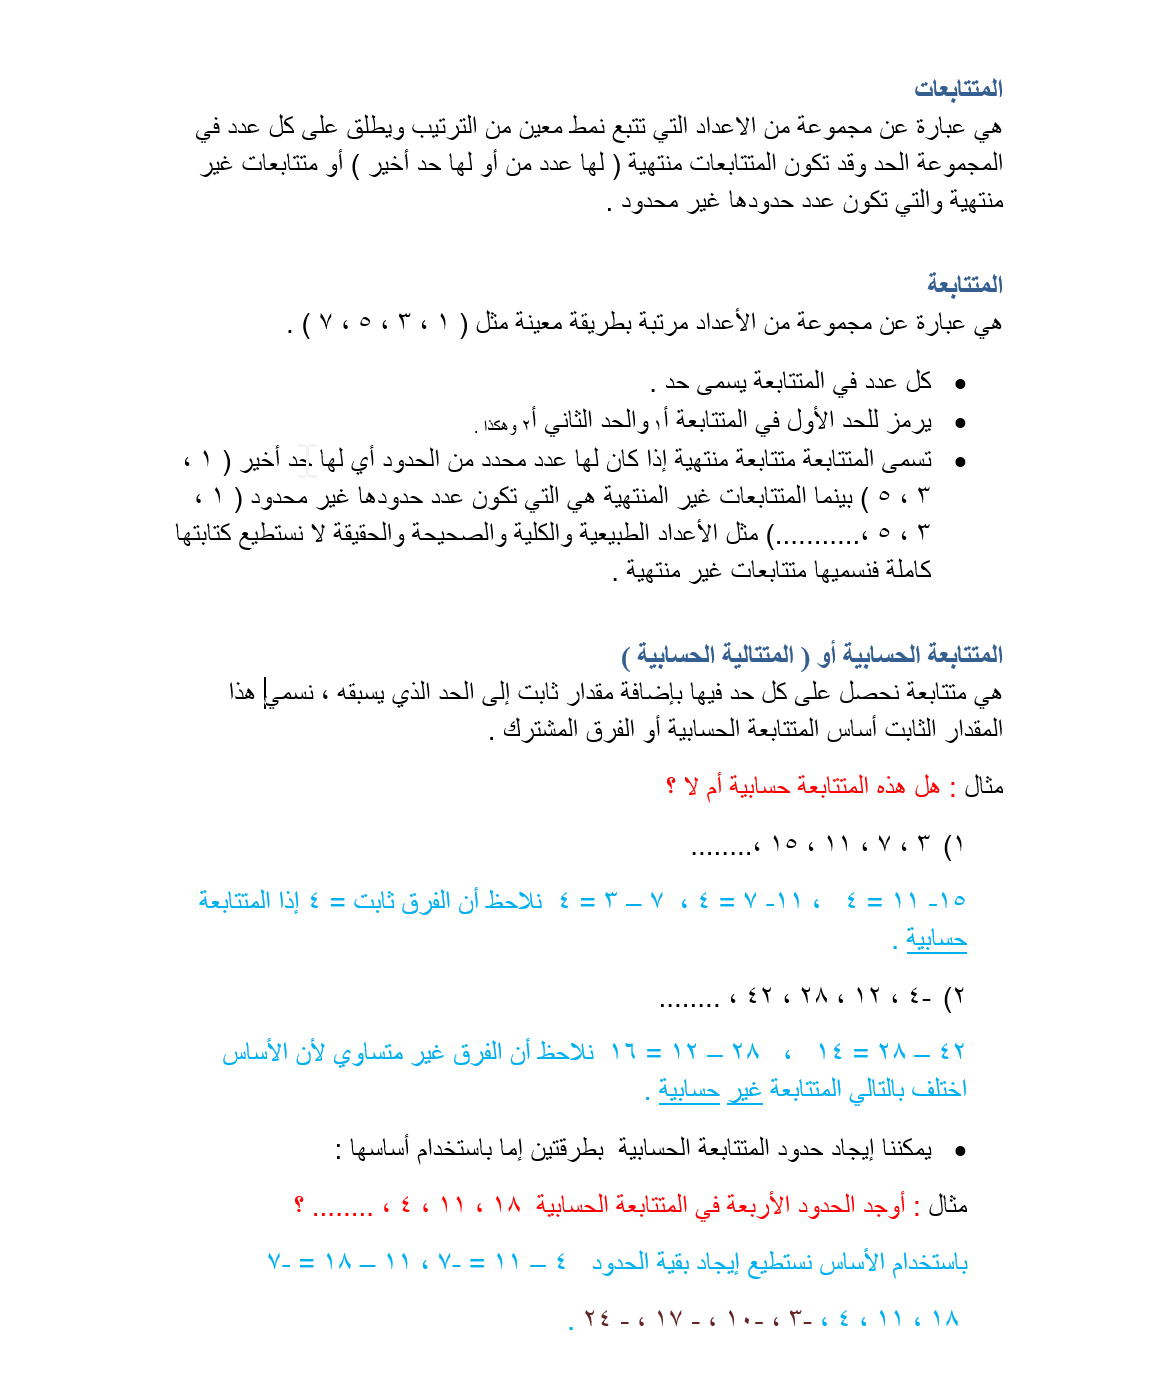 المتتابعات
هي عبارة عن مجموعة من الاعداد التي تتبع نمط معين من الترتيب ويطلق على كل عدد في
المجموعة الحد وقد تكون المتتابعات منتهية ( لها عدد من أو لها حد أخير ) أو متتابعات غير
منتهية والتي تكون عدد حدودها غير محدود .
المتتابعة
هي عبارة عن مجموعة من الأعداد مرتبة بطريقة معينة مثل ( ١ ، ٣ ، ٥ ، ٧ ) .
• كل عدد في المتتابعة يسمى حد .
• يرمز للحد الأول في المتتابعة أ١ والحد الثاني أ٢ وهكذا .
• تسمى المتتابعة متتابعة منتهية إذا كان لها عدد محدد من الحدود أي لها حد أخير ( ١ ،
٣ ، ٥ ) بينما المتتابعات غير المنتهية هي التي تكون عدد حدودها غير محدود ( ١ ،
٣ ، ٥ ،...........) مثل الأعداد الطبيعية والكلية والصحيحة والحقيقة لا نستطيع كتابتها
كاملة فنسميها متتابعات غير منتهية .
المتتابعة الحسابية أو ( المتتالية الحسابية )
هي متتابعة نحصل على كل حد فيها بإضافة مقدار ثابت إلى الحد الذي يسبقه ، نسمي هذا
المقدار الثابت أساس المتتابعة الحسابية أو الفرق المشترك .
مثال : هل هذه المتتابعة حسابية أم لا ؟
١) ٣ ، ٧ ، ١١ ، ١٥ ،........
١٥- ١١ = ٤ ، ١١- ٧ = ٤ ، ٧ – ٣ = ٤ نلاحظ أن الفرق ثابت = ٤ إذا المتتابعة
حسابية .
٢) -٤ ، ١٢ ، ٢٨ ، ٤٢ ، ........
٤٢ – ٢٨ = ١٤ ، ٢٨ – ١٢ = ١٦ نلاحظ أن الفرق غير متساوي لأن الأساس
اختلف بالتالي المتتابعة غير حسابية .
• يمكننا إيجاد حدود المتتابعة الحسابية بطرقتين إما باستخدام أساسها :
مثال : أوجد الحدود الأربعة في المتتابعة الحسابية ١٨ ، ١١ ، ٤ ، ........ ؟
باستخدام الأساس نستطيع إيجاد بقية الحدود ٤ – ١١ = -٧ ، ١١ – ١٨ = -٧
١٨ ، ١١ ، ٤ ، -٣ ، -١٠ ، - ١٧ ، - ٢٤ .